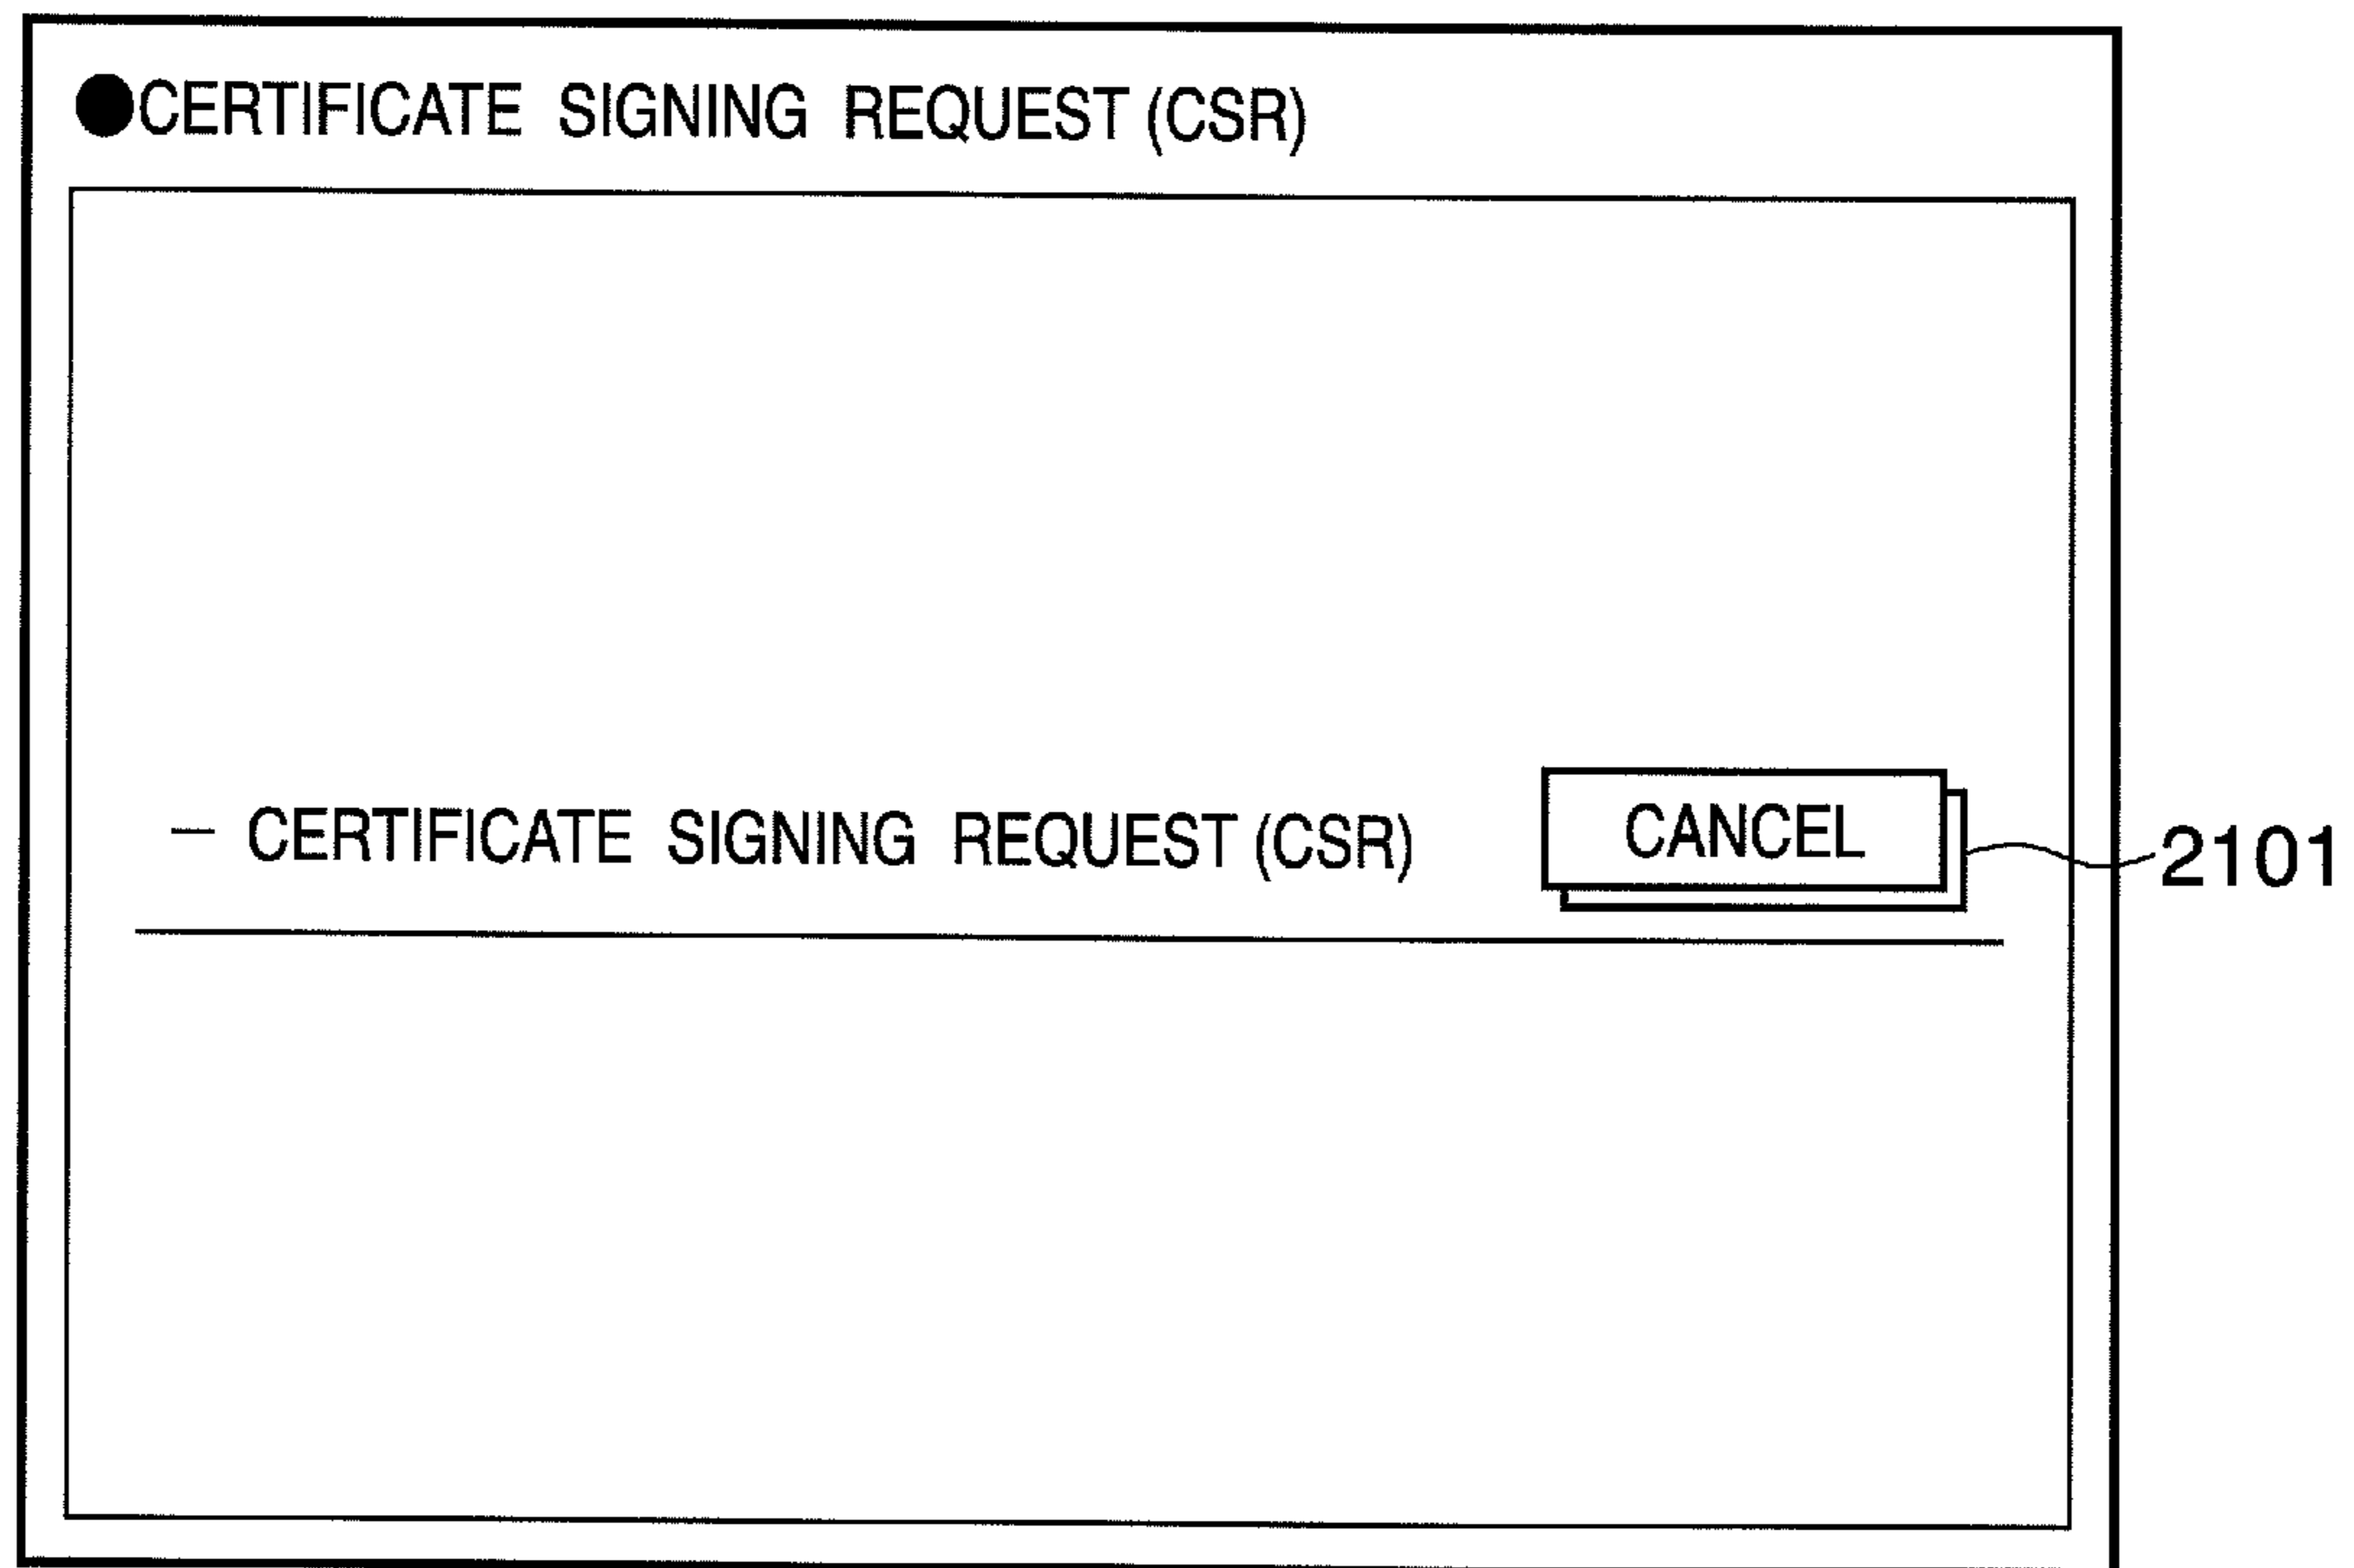 ●CERTIFICATE SIGNING REQUEST (CSR)
— CERTIFICATE SIGNING REQUEST (CSR) CANCEL 2101